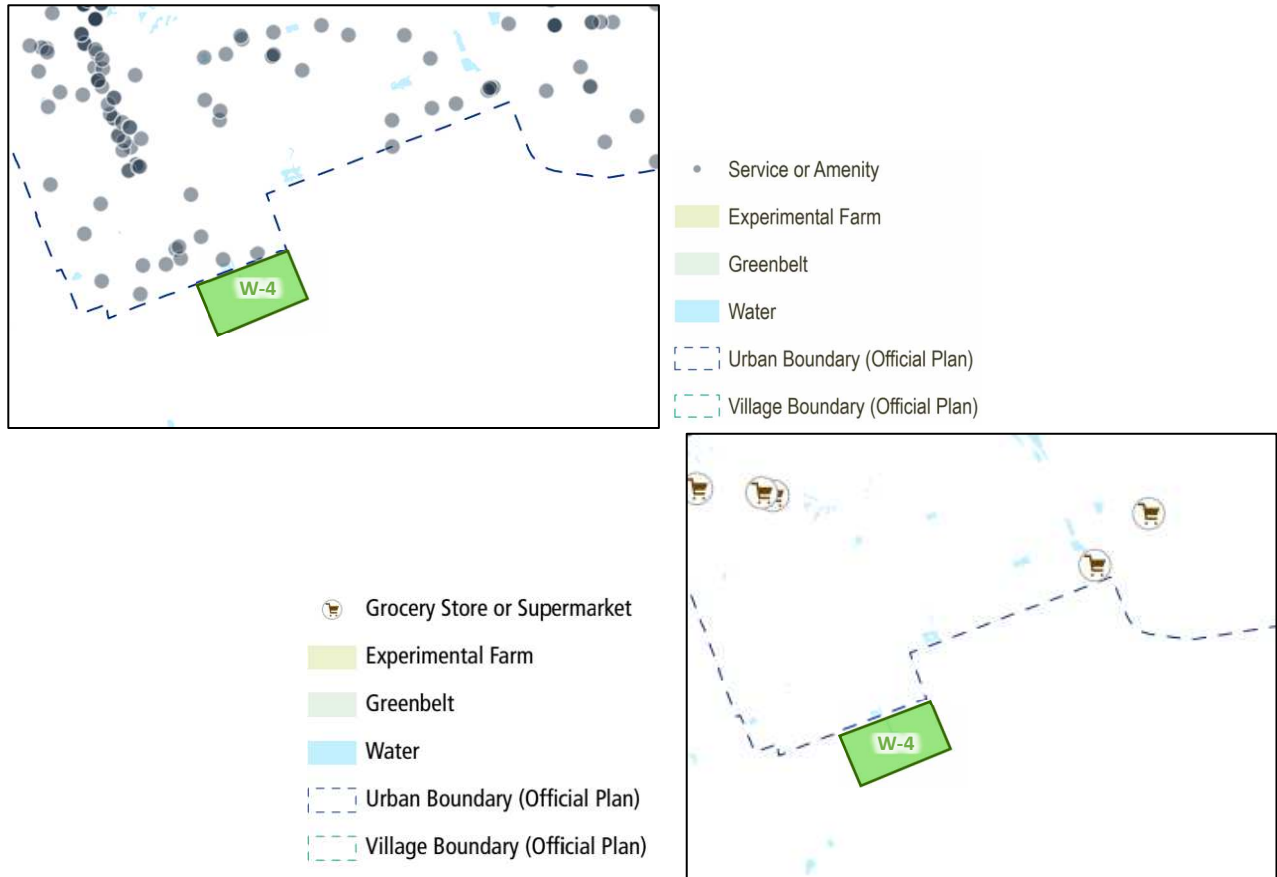 W-4
Service or Amenity
Experimental Farm
Greenbelt
Water
Urban Boundary (Official Plan)
Village Boundary (Official Plan)
Grocery Store or Supermarket
Experimental Farm
Greenbelt
Water
Urban Boundary (Official Plan)
Village Boundary (Official Plan)
W-4